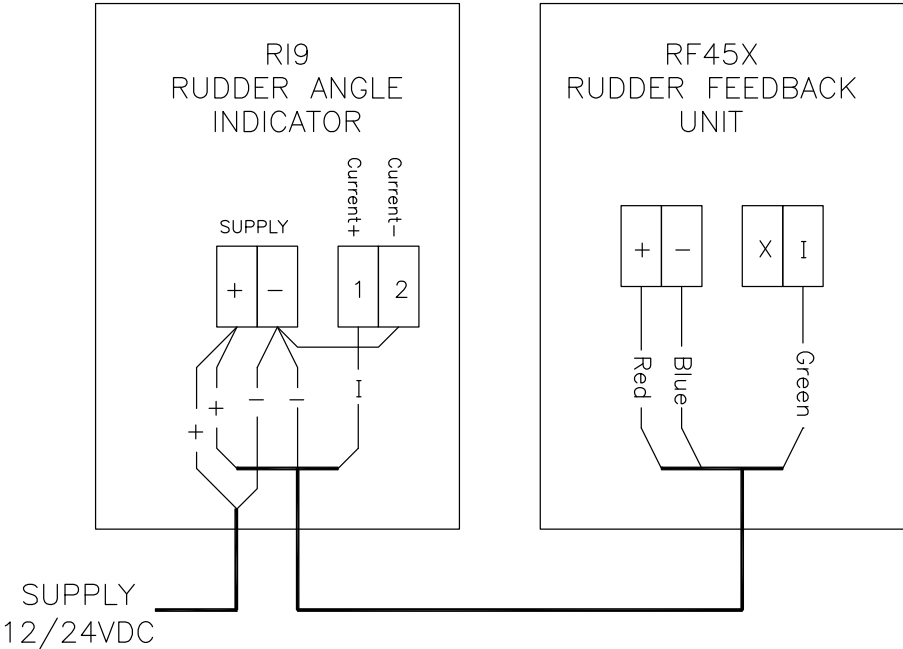 RI9
RUDDER ANGLE
INDICATOR
Current+
Current-
SUPPLY
+
-
1
2
+
+
-
-
I
RF45X
RUDDER FEEDBACK
UNIT
+
-
X
I
Red
Blue
Green
SUPPLY
12/24VDC